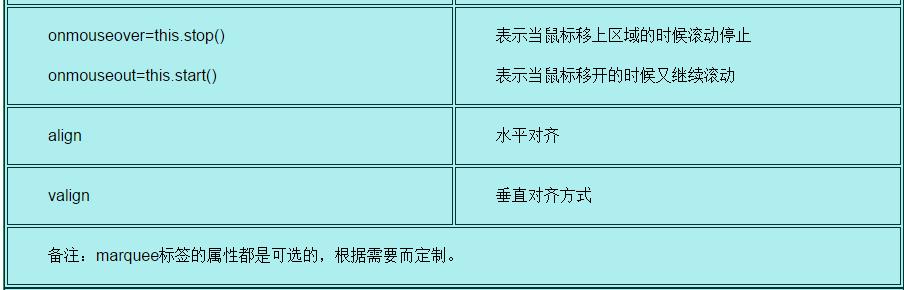 onmouseover=this.stop()
表示当鼠标移上区域的时候滚动停止
onmouseout=this.start()
表示当鼠标移开的时候又继续滚动
align
水平对齐
valign
垂直对齐方式
备注：marquee标签的属性都是可选的，根据需要而定制。